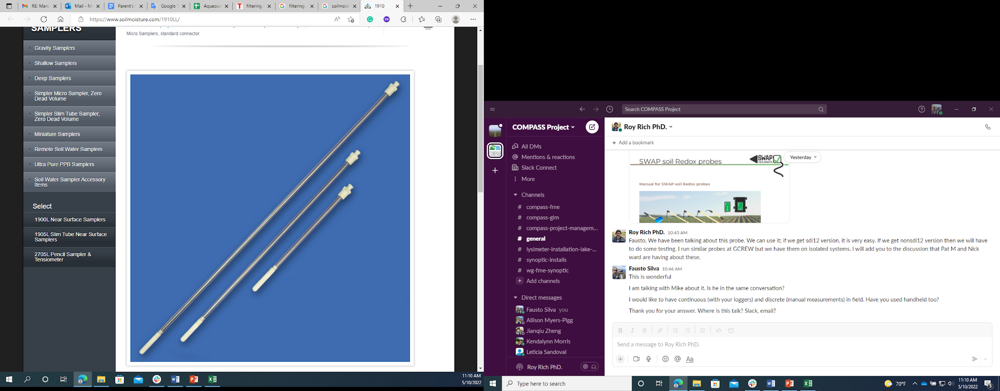 RE: Manu
Mail - M
Parent's
Google T
Aqueous
filtering
filtering
soilmoist
1910
https://www.soilmoisture.com/1910LL/
EN
SAMPLERS
Micro Samplers, standard connector.
Gravity Samplers
Shallow Samplers
Deep Samplers
Simpler Micro Sampler, Zero
Dead Volume
Simpler Slim Tube Sampler,
Zero Dead Volume
Miniature Samplers
Remote Soil Water Samplers
Ultra Pure PPB Samplers
Soil Water Sampler Accessory
Items
Select
1900L Near Surface Samplers
1905L Slim Tube Near Surface
Samplers
2705L Pencil Sampler &
Tensiometer
11:10 AM
5/10/2022
Search COMPASS Project
COMPASS Project
COMPASS
All DMs
Mentions & reactions
Slack Connect
More
Channels
# compass-fme
# compass-glm
# compass-project-managem...
# general
# lysimeter-installation-lake-...
# synoptic-installs
# wg-fme-synoptic
+ Add channels
Direct messages
Fausto Silva you
Allison Myers-Pigg
Jianqiu Zheng
Kendalynn Morris
Leticia Sandoval
Roy Rich PhD.
Roy Rich PhD.
+ Add a bookmark
Yesterday
SWAP soil Redox probes
SWAP
instruments
Manual for SWAP soil Redox probes
Roy Rich PhD. 10:45 AM
Fausto, We have been talking about this probe. We can use it; if we get sdi12 version, it is very easy. If we get nonsdi12 version then we will have
to do some testing. I run similar probes at GCREW but we have them on isolated systems. I will add you to the discussion that Pat M and Nick
ward are having about these.
Fausto Silva 10:46 AM
This is wonderful
I am talking with Mike about it. Is he in the same conversation?
I would like to have continuous (with your loggers) and discrete (manual measurements) in field. Have you used handheld too?
Thank you for your answer. Where is this talk? Slack, email?
Send a message to Roy Rich PhD.
Aa
Type here to search
70°F
11:10 AM
5/10/2022
3